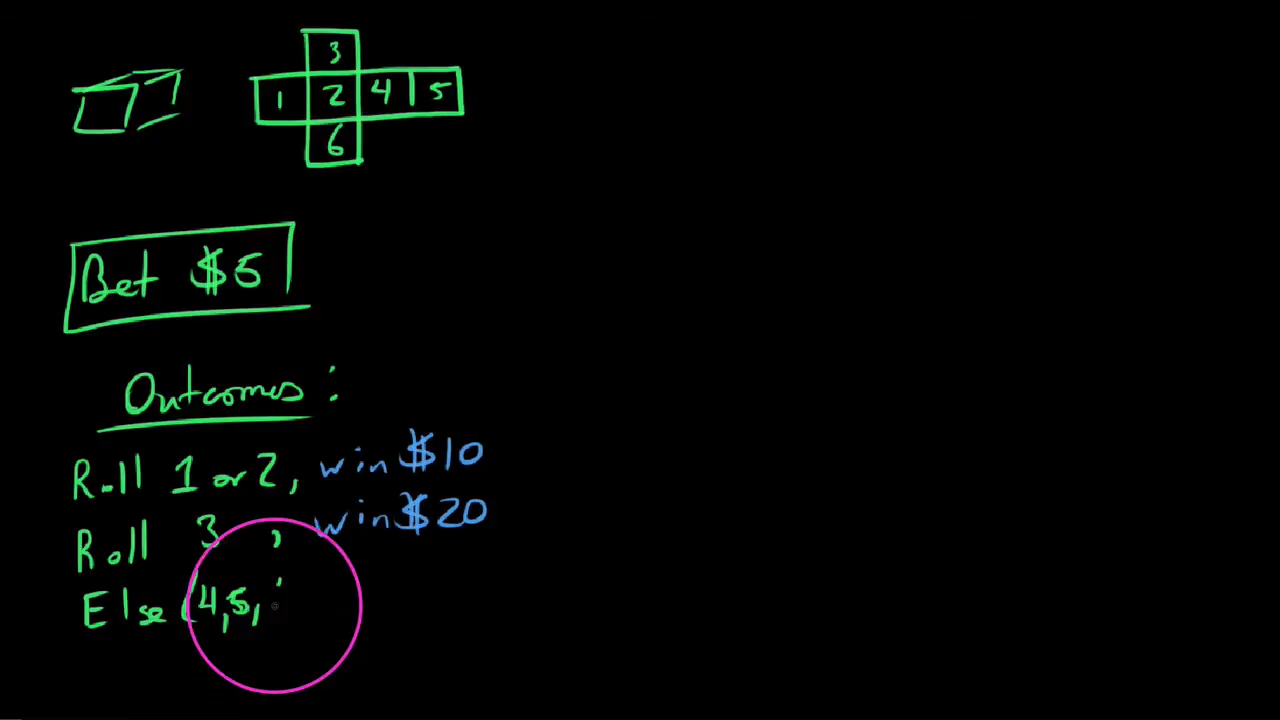 3
1 2 4 5
6
Bet $5
Outcomes:
Roll 1 or 2, win $10
Roll 3, win $20
Else (4,5,